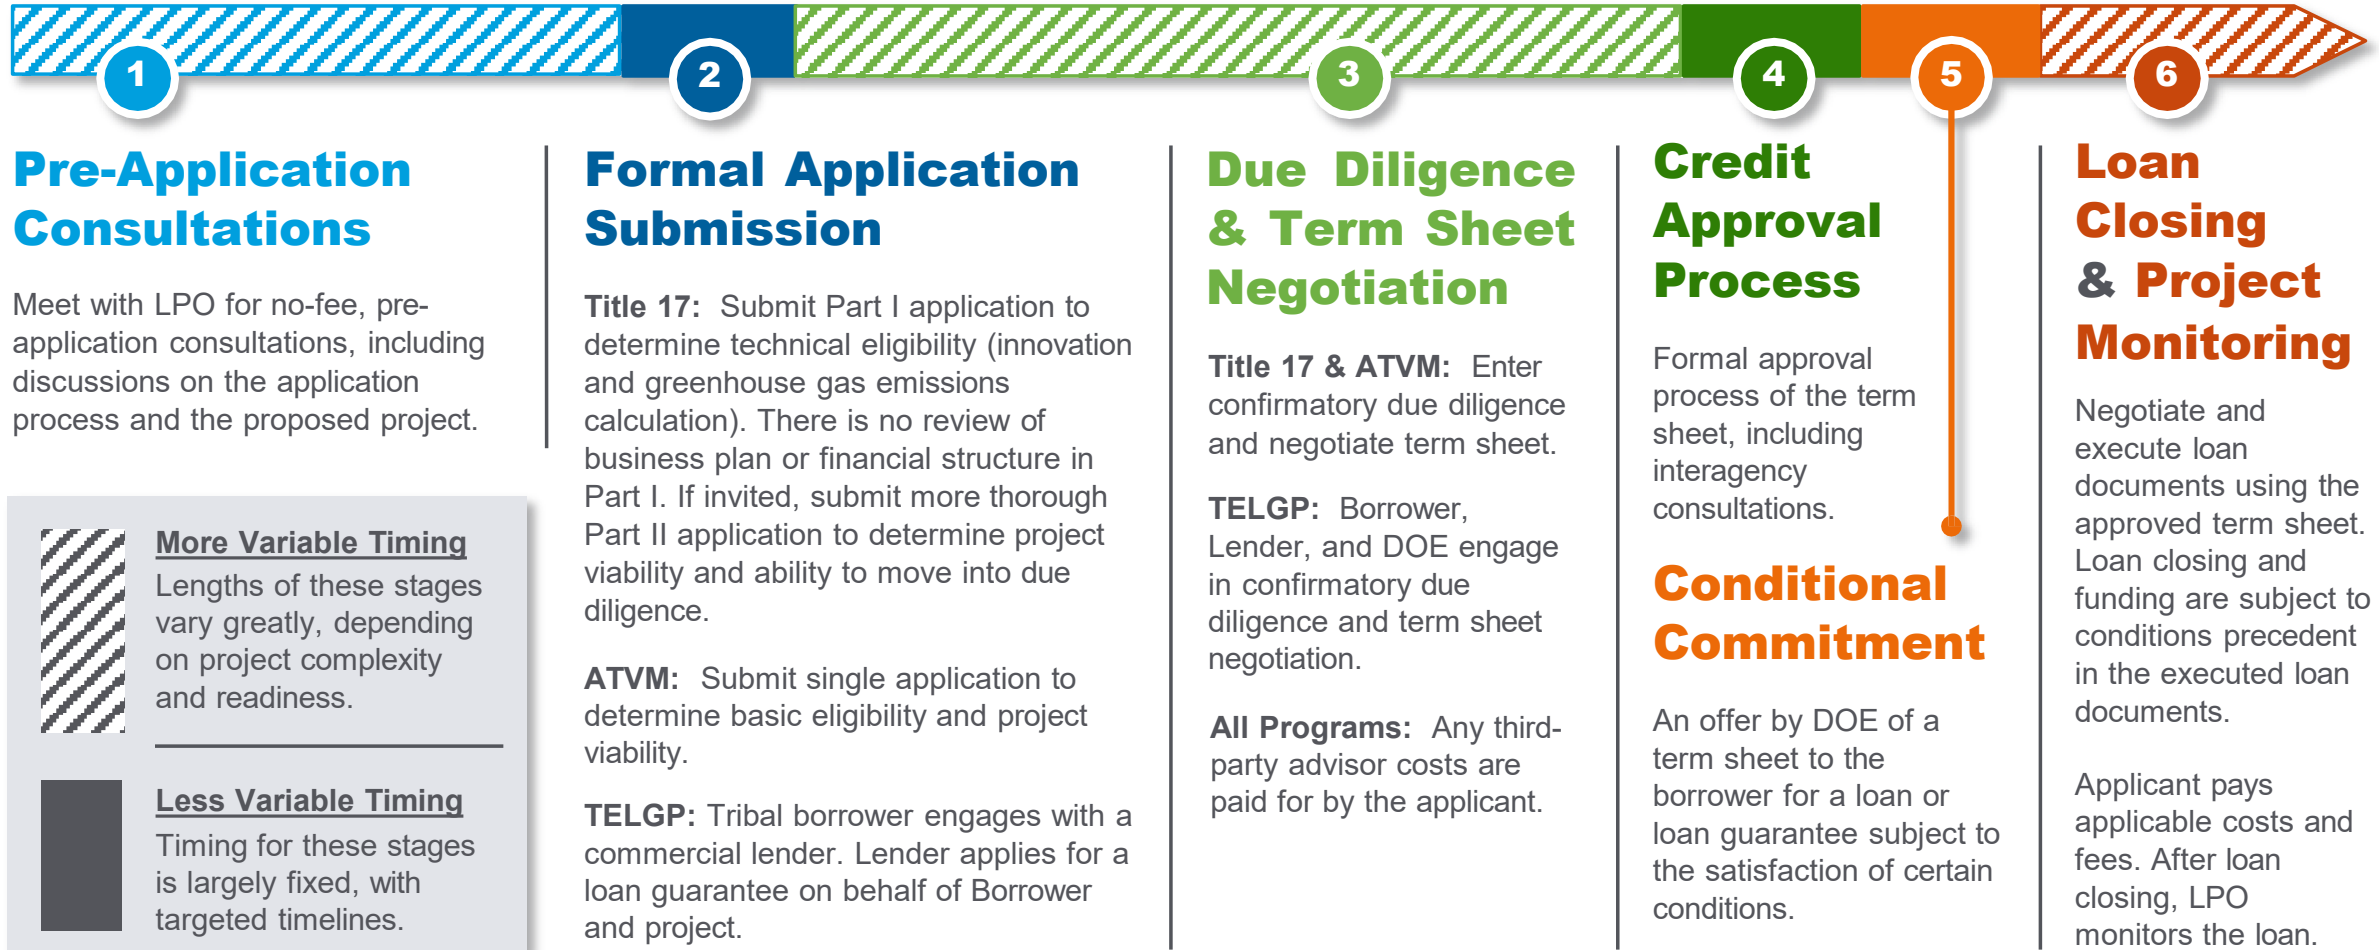 1
2
3
4
5
6
Pre-Application
Consultations
Meet with LPO for no-fee, pre-
application consultations, including
discussions on the application
process and the proposed project.
More Variable Timing
Lengths of these stages
vary greatly, depending
on project complexity
and readiness.
Less Variable Timing
Timing for these stages
is largely fixed, with
targeted timelines.
Formal Application
Submission
Title 17: Submit Part I application to
determine technical eligibility (innovation
and greenhouse gas emissions
calculation). There is no review of
business plan or financial structure in
Part I. If invited, submit more thorough
Part II application to determine project
viability and ability to move into due
diligence.
ATVM: Submit single application to
determine basic eligibility and project
viability.
TELGP: Tribal borrower engages with a
commercial lender. Lender applies for a
loan guarantee on behalf of Borrower
and project.
Due Diligence
& Term Sheet
Negotiation
Title 17 & ATVM: Enter
confirmatory due diligence
and negotiate term sheet.
TELGP: Borrower,
Lender, and DOE engage
in confirmatory due
diligence and term sheet
negotiation.
All Programs: Any third-
party advisor costs are
paid for by the applicant.
Credit
Approval
Process
Formal approval
process of the term
sheet, including
interagency
consultations.
Conditional
Commitment
An offer by DOE of a
term sheet to the
borrower for a loan or
loan guarantee subject to
the satisfaction of certain
conditions.
Loan
Closing
& Project
Monitoring
Negotiate and
execute loan
documents using the
approved term sheet.
Loan closing and
funding are subject to
conditions precedent
in the executed loan
documents.
Applicant pays
applicable costs and
fees. After loan
closing, LPO
monitors the loan.